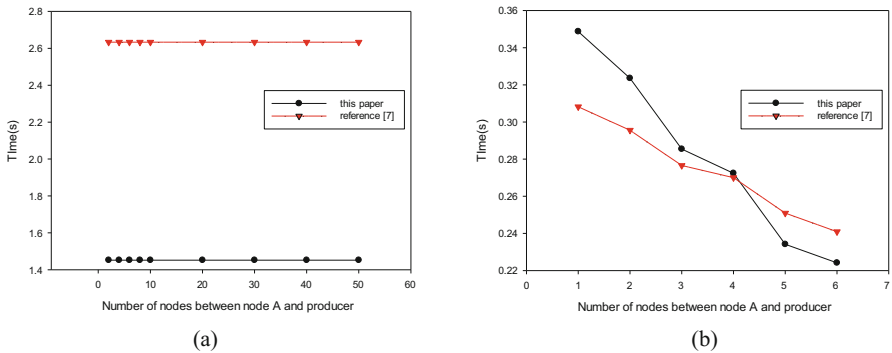 2.8
2.6
2.4
2.2
2.0
1.8
1.6
1.4
TIme(s)
this paper
reference [7]
0 10 20 30 40 50 60
Number of nodes between node A and producer
(a)
0.36
0.34
0.32
0.30
0.28
0.26
0.24
0.22
TIme(s)
this paper
reference [7]
0 1 2 3 4 5 6 7
Number of nodes between node A and producer
(b)